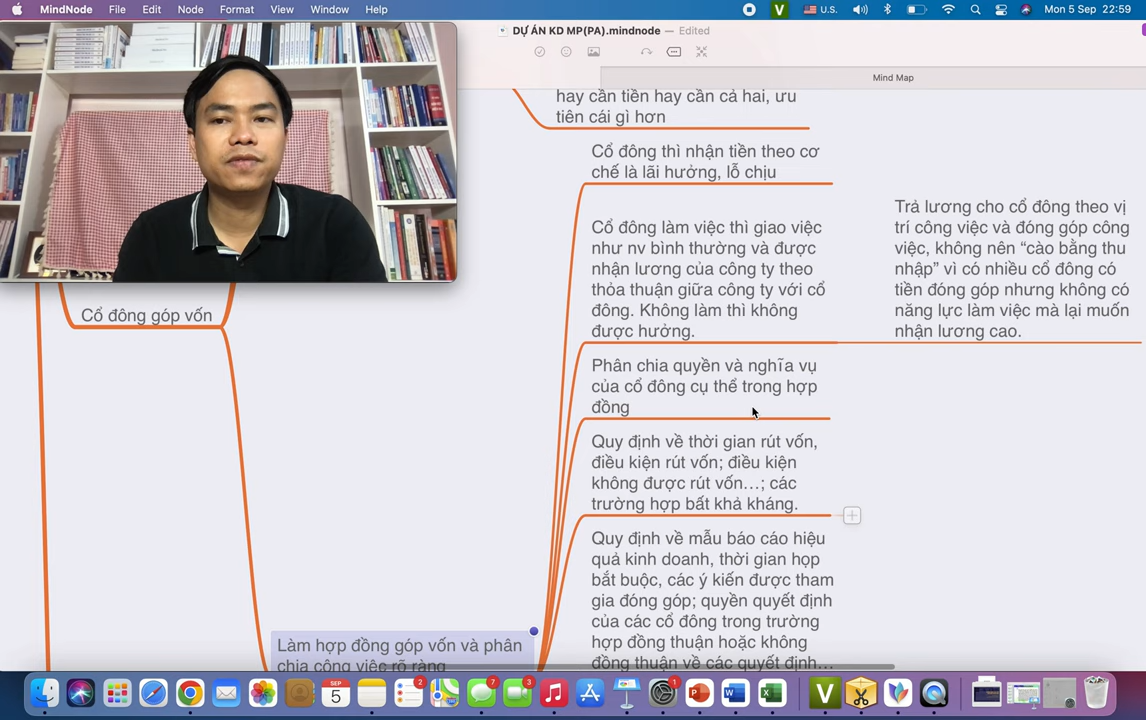 MindNode File Edit Node Format View Window Help
U.S. Mon 5 Sep 22:59
DỰ ÁN KD MP(PA).mindnode — Edited
Mind Map
hay cần tiền hay cần cả hai, ưu
tiên cái gì hơn
Cổ đông thì nhận tiền theo cơ
chế là lãi hưởng, lỗ chịu
Cổ đông làm việc thì giao việc
như nv bình thường và được
nhận lương của công ty theo
thỏa thuận giữa công ty với cổ
đông. Không làm thì không
được hưởng.
Trả lương cho cổ đông theo vị
trí công việc và đóng góp công
việc, không nên “cào bằng thu
nhập” vì có nhiều cổ đông có
tiền đóng góp nhưng không có
năng lực làm việc mà lại muốn
nhận lương cao.
Cổ đông góp vốn
Phân chia quyền và nghĩa vụ
của cổ đông cụ thể trong hợp
đồng
Quy định về thời gian rút vốn,
điều kiện rút vốn; điều kiện
không được rút vốn...; các
trường hợp bất khả kháng.
Quy định về mẫu báo cáo hiệu
quả kinh doanh, thời gian họp
bắt buộc, các ý kiến được tham
gia đóng góp; quyền quyết định
của các cổ đông trong trường
hợp đồng thuận hoặc không
đồng thuận về các quyết định...
Làm hợp đồng góp vốn và phân
chia công việc rõ ràng
SEP
5
2
7
3
1